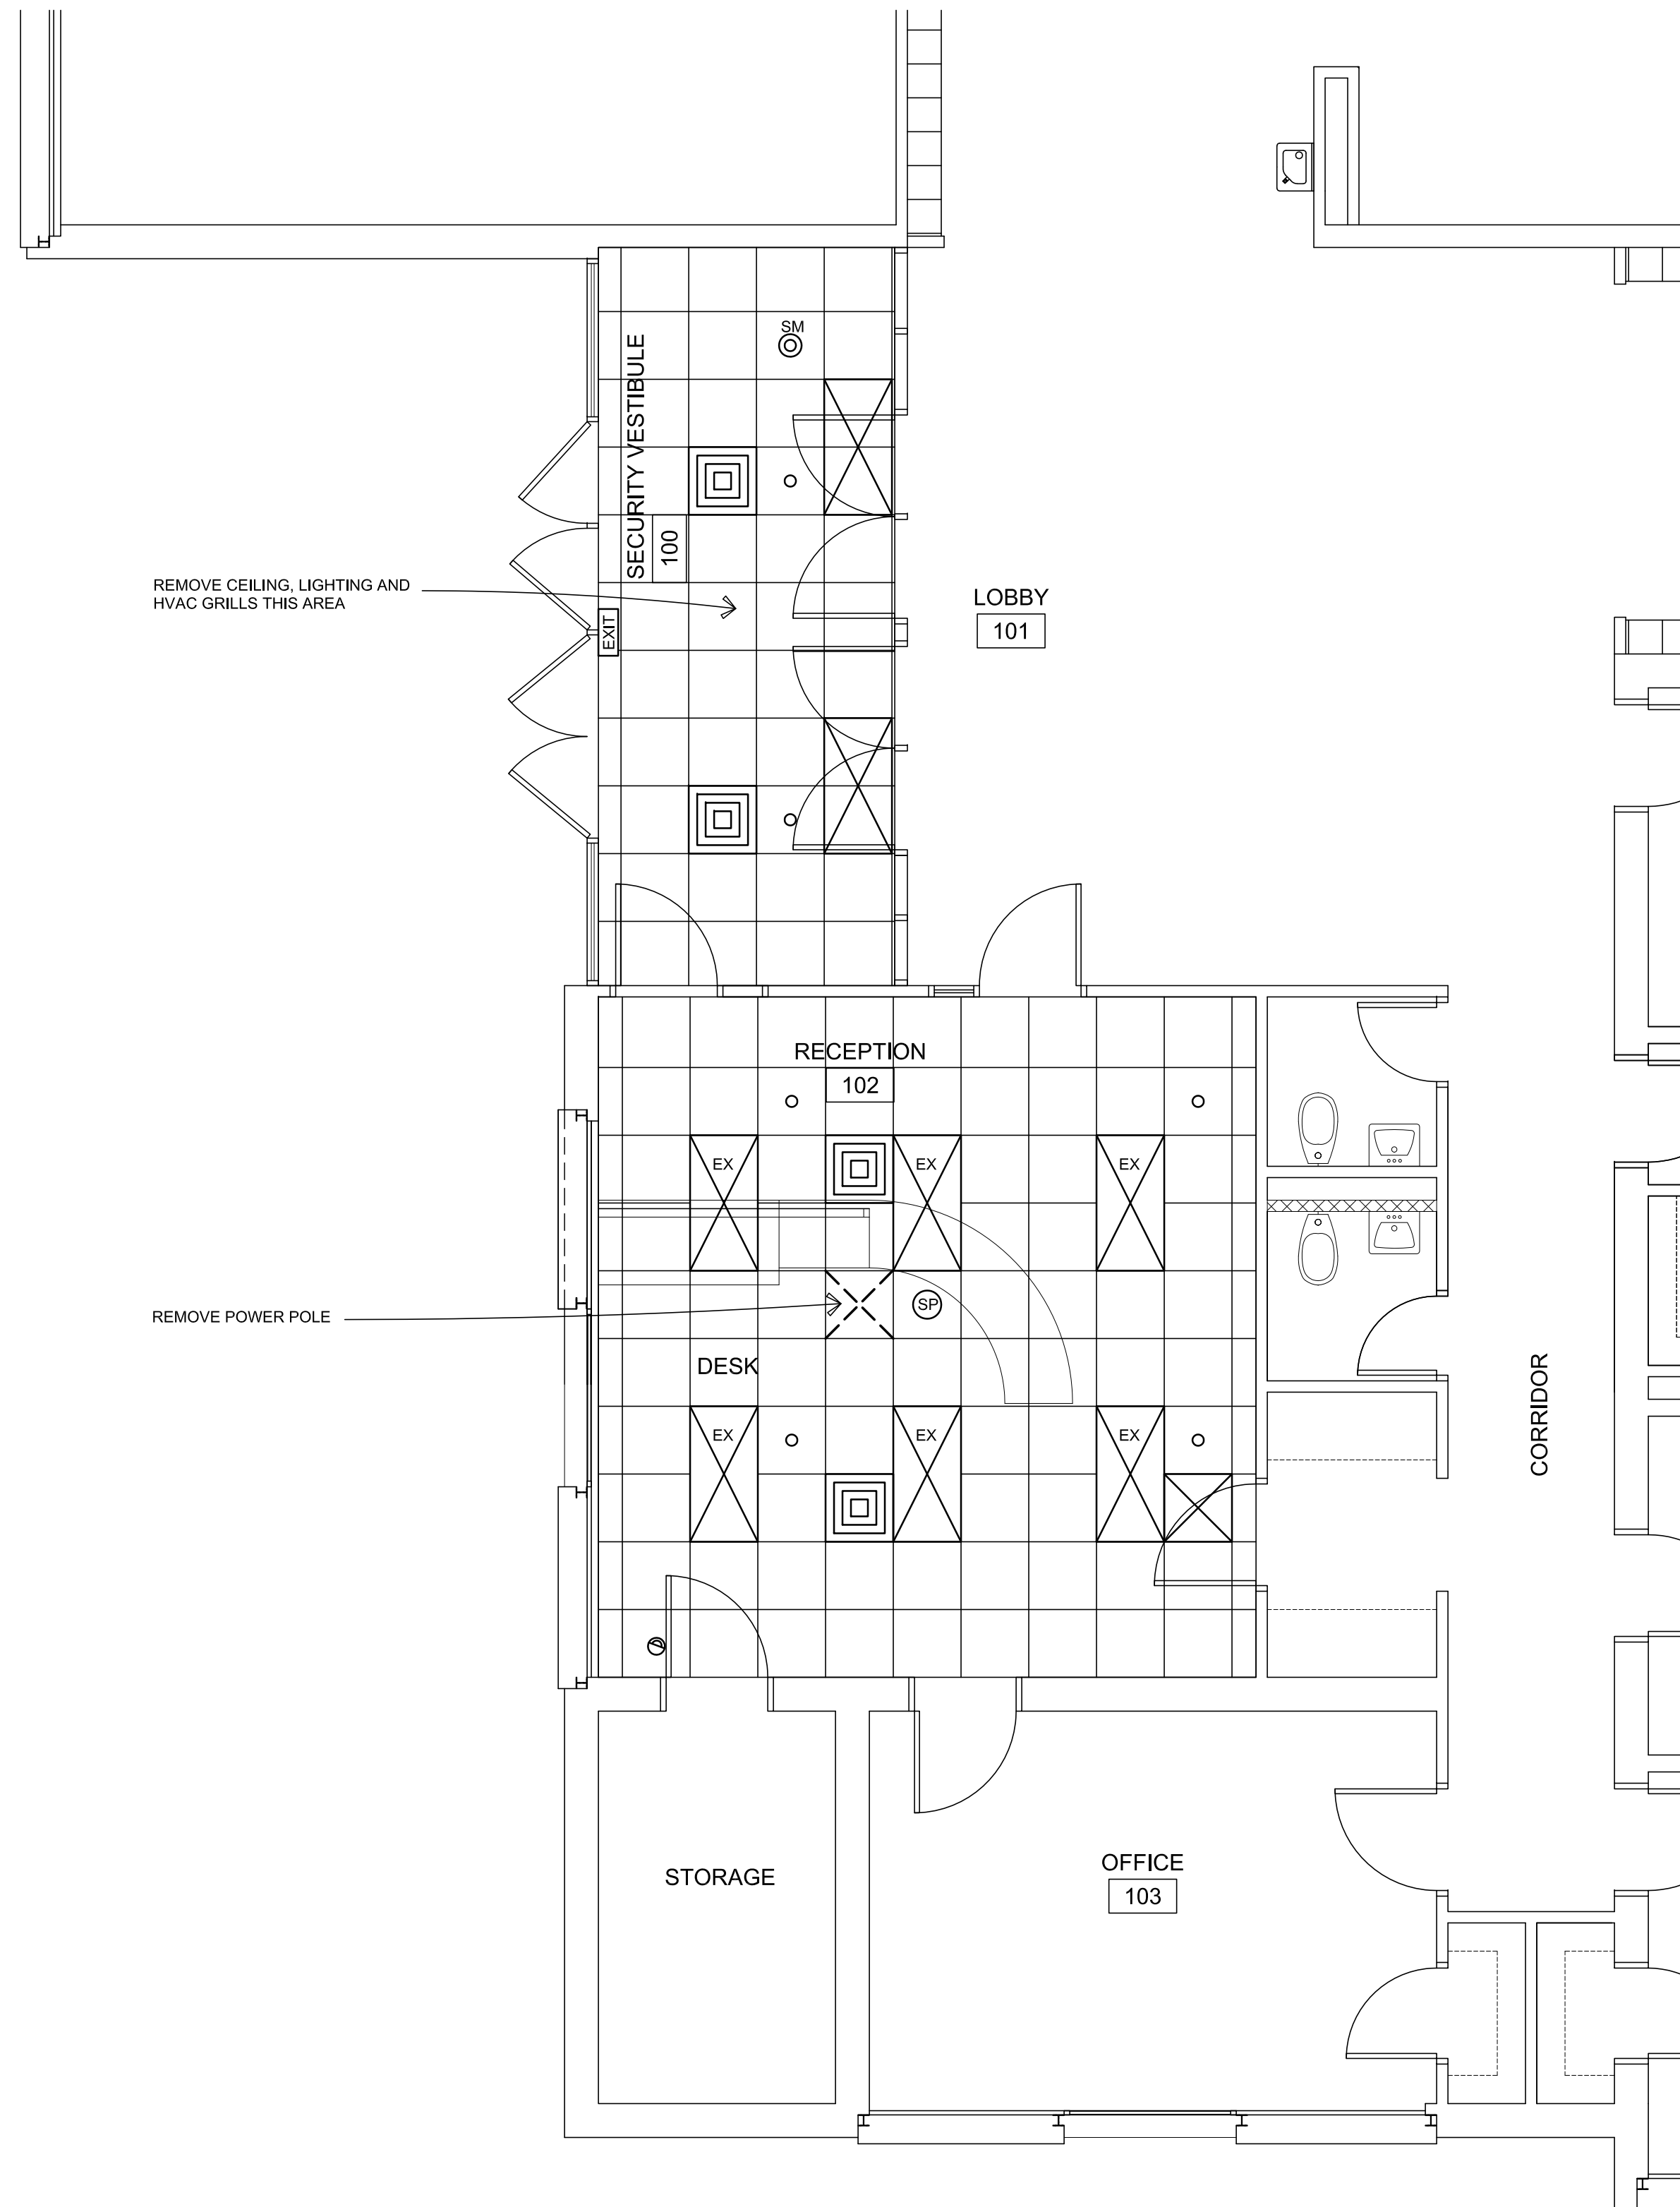 SM
SECURITY VESTIBULE
100
REMOVE CEILING, LIGHTING AND
HVAC GRILLS THIS AREA
EXIT
LOBBY
101
RECEPTION
102
EX
EX
EX
SP
REMOVE POWER POLE
DESK
EX
EX
EX
CORRIDOR
STORAGE
OFFICE
103